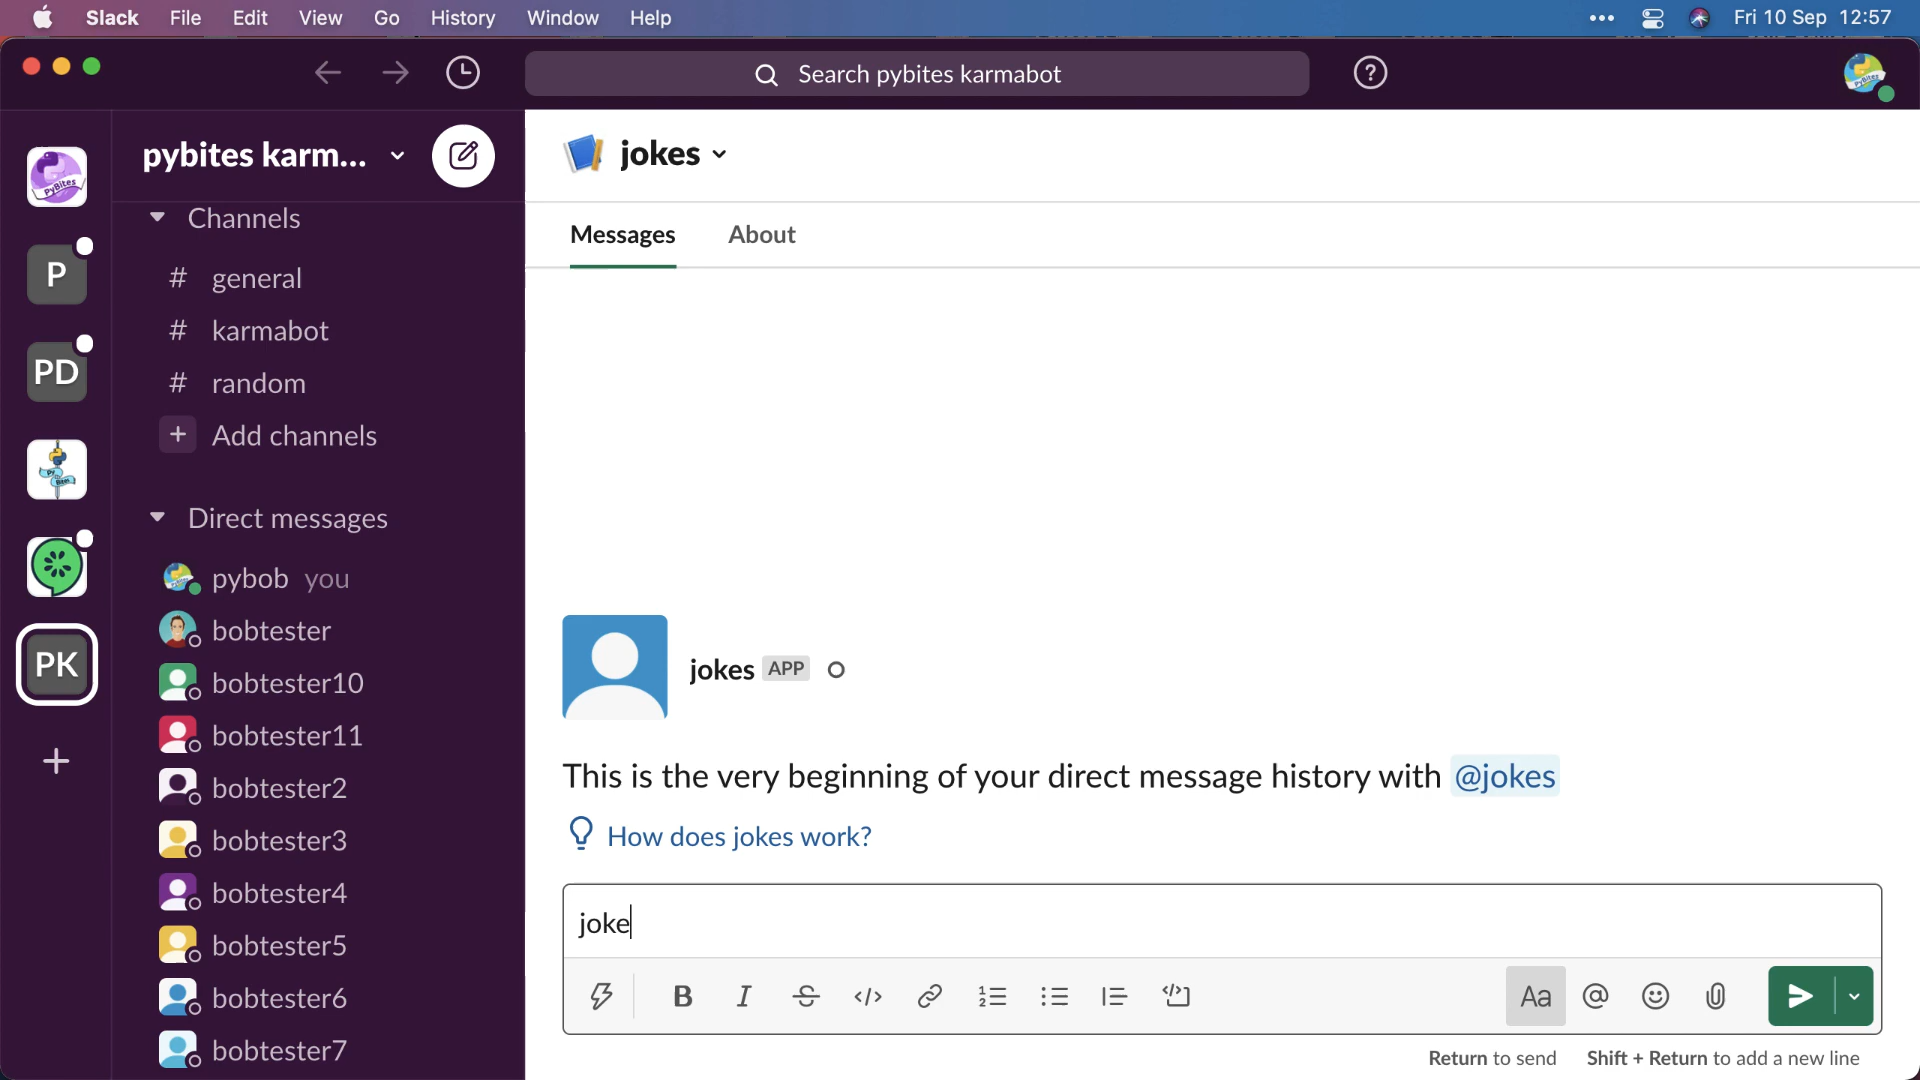 Slack File Edit View Go History Window Help Fri 10 Sep 12:57
Search pybites karmabot
pybites karm...
Channels
# general
# karmabot
# random
+ Add channels
Direct messages
pybob you
bobtester
bobtester10
bobtester11
bobtester2
bobtester3
bobtester4
bobtester5
bobtester6
bobtester7
PyBites
P
PD
Py
Bites
PK
jokes
Messages About
jokes APP
This is the very beginning of your direct message history with @jokes
How does jokes work?
joke
B I S Aa @
Return to send Shift + Return to add a new line